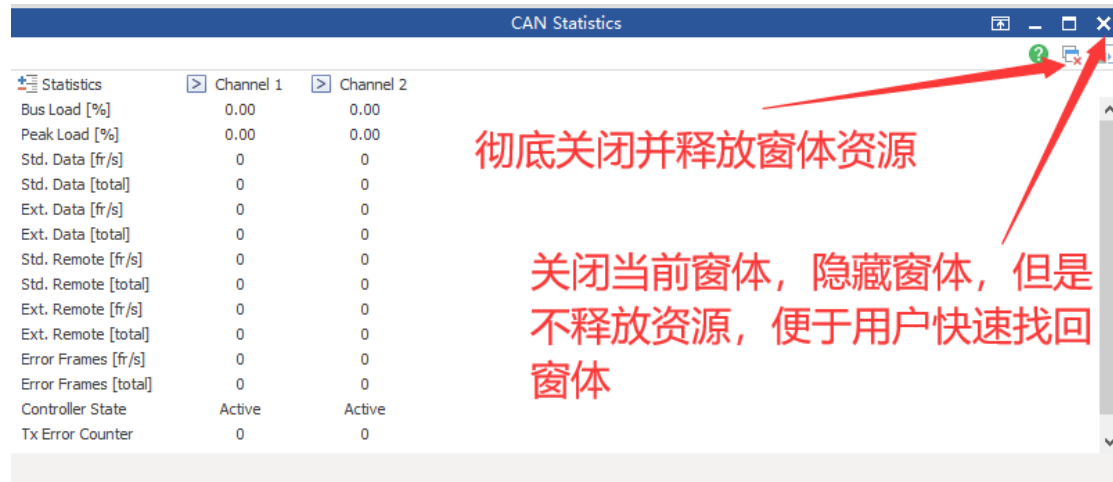 CAN Statistics
Statistics Channel 1 Channel 2
Bus Load [%] 0.00 0.00
Peak Load [%] 0.00 0.00
Std. Data [fr/s] 0 0
Std. Data [total] 0 0
Ext. Data [fr/s] 0 0
Ext. Data [total] 0 0
Std. Remote [fr/s] 0 0
Std. Remote [total] 0 0
Ext. Remote [fr/s] 0 0
Ext. Remote [total] 0 0
Error Frames [fr/s] 0 0
Error Frames [total] 0 0
Controller State Active Active
Tx Error Counter 0 0
彻底关闭并释放窗体资源
关闭当前窗体，隐藏窗体，但是
不释放资源，便于用户快速找回
窗体